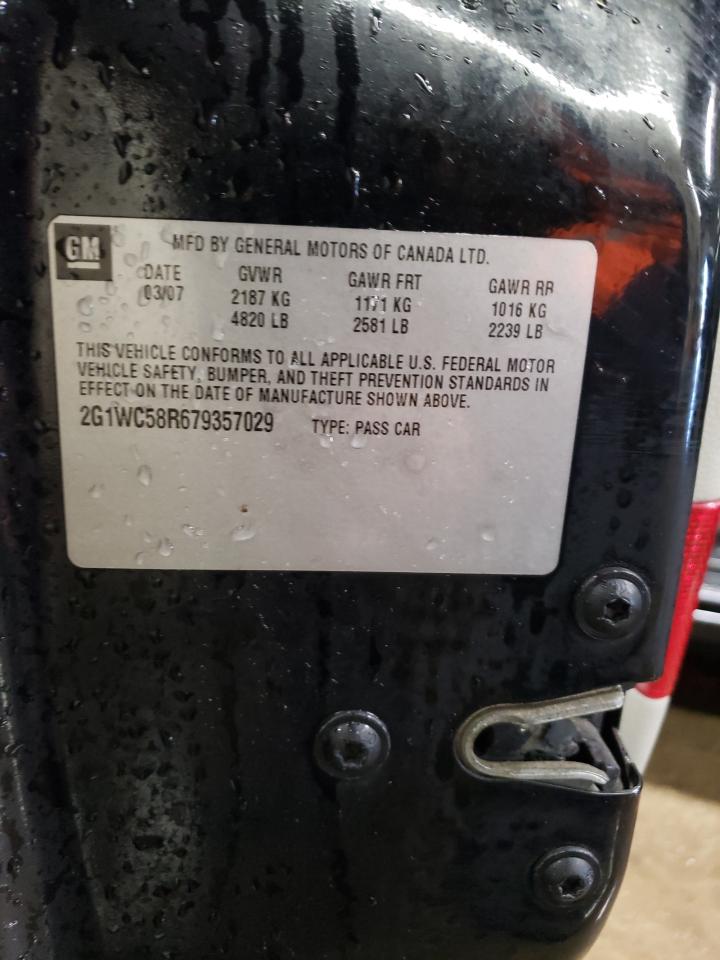 GM
MFD BY GENERAL MOTORS OF CANADA LTD.
DATE GVWR GAWR FRT GAWR RR
03/07 2187 KG 1171 KG 1016 KG
4820 LB 2581 LB 2239 LB
THIS VEHICLE CONFORMS TO ALL APPLICABLE U.S. FEDERAL MOTOR
VEHICLE SAFETY, BUMPER, AND THEFT PREVENTION STANDARDS IN
EFFECT ON THE DATE OF MANUFACTURE SHOWN ABOVE.
2G1WC58R679357029 TYPE: PASS CAR